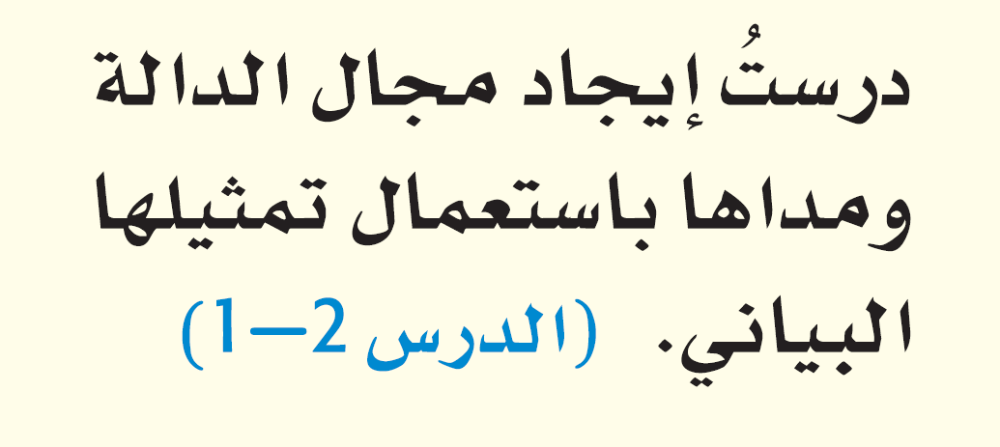 درستُ إيجاد مجال الدالة
ومداها باستعمال تمثيلها
البياني. (الدرس 2–1)